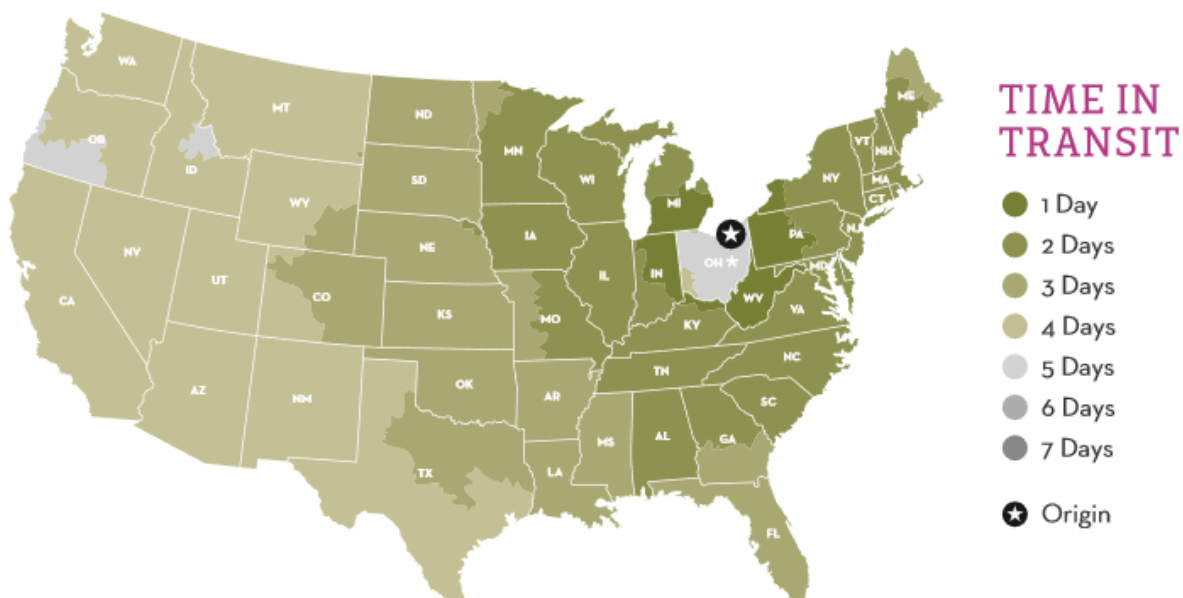 WA
OR
ID
MT
WY
NV
UT
CA
CO
AZ
NM
ND
SD
NE
KS
OK
TX
MN
IA
MO
AR
LA
WI
IL
MI
IN
OH
KY
TN
MS
AL
GA
FL
SC
NC
VA
WV
PA
MD
NJ
NY
CT
MA
VT
NH
ME
TIME IN
TRANSIT
1 Day
2 Days
3 Days
4 Days
5 Days
6 Days
7 Days
Origin